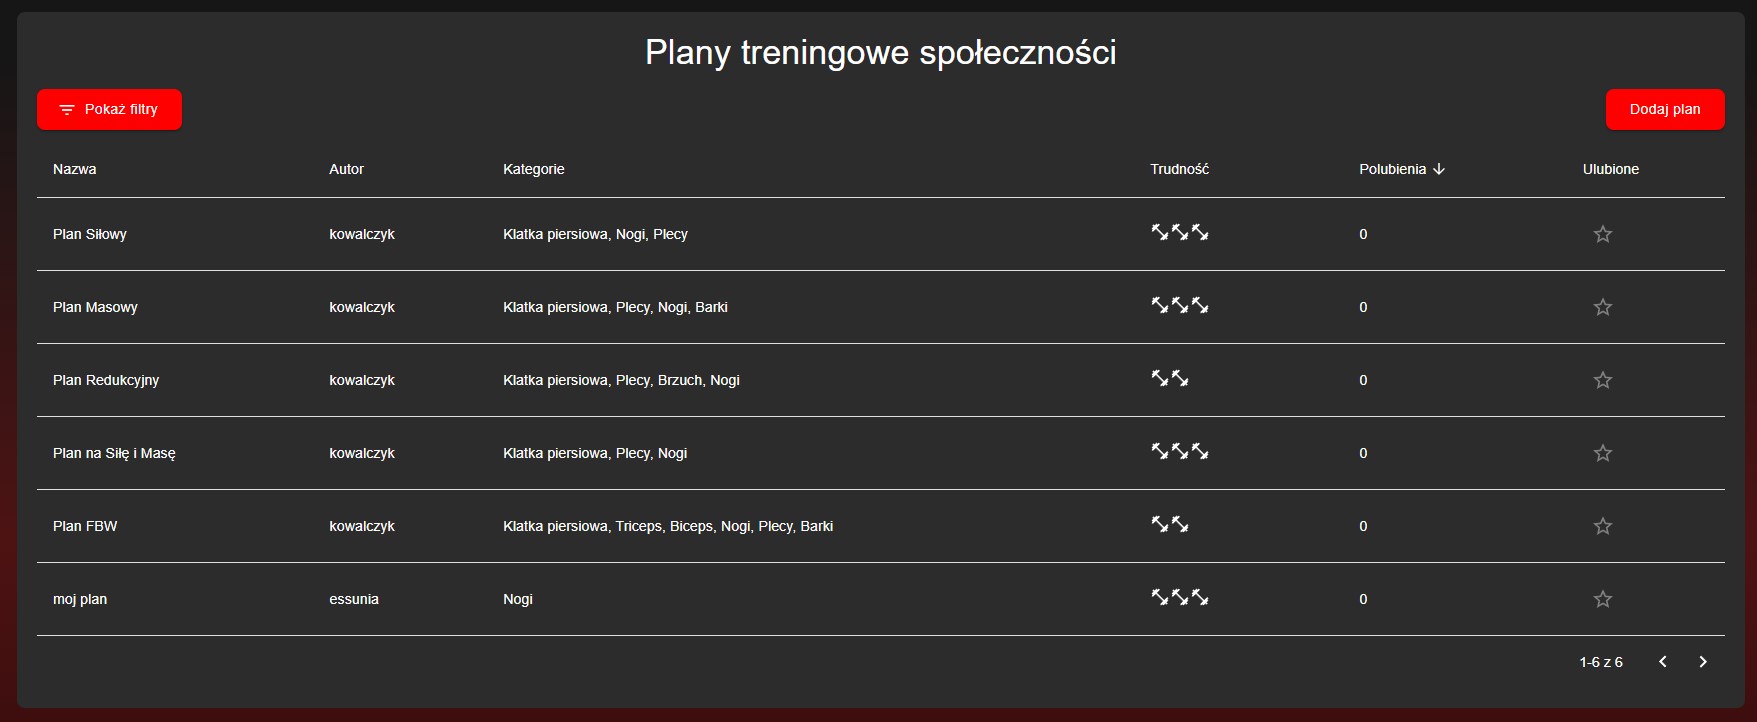 Plany treningowe społeczności
Pokaż filtry Dodaj plan
Nazwa Autor Kategorie Trudność Polubienia Ulubione
Plan Siłowy kowalczyk Klatka piersiowa, Nogi, Plecy 0
Plan Masowy kowalczyk Klatka piersiowa, Plecy, Nogi, Barki 0
Plan Redukcyjny kowalczyk Klatka piersiowa, Plecy, Brzuch, Nogi 0
Plan na Siłę i Masę kowalczyk Klatka piersiowa, Plecy, Nogi 0
Plan FBW kowalczyk Klatka piersiowa, Triceps, Biceps, Nogi, Plecy, Barki 0
moj plan essunia Nogi 0
1-6 z 6